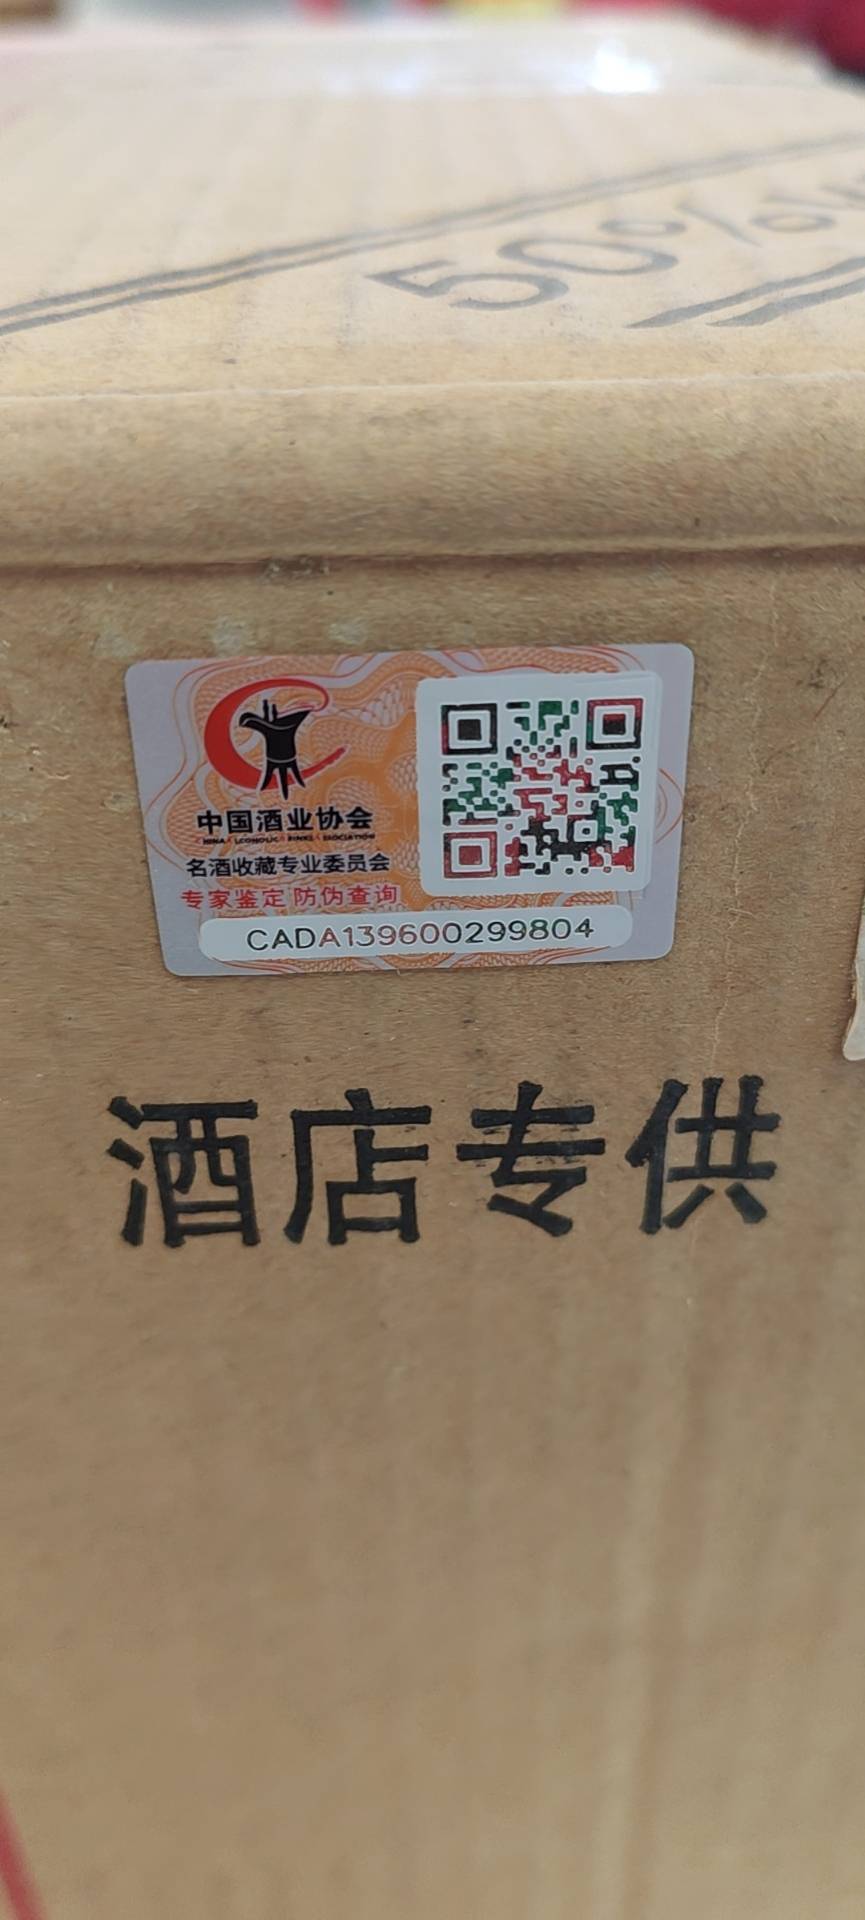 50%
中国酒业协会
名酒收藏专业委员会
专家鉴定 防伪查询
CADA139600299804
酒店专供